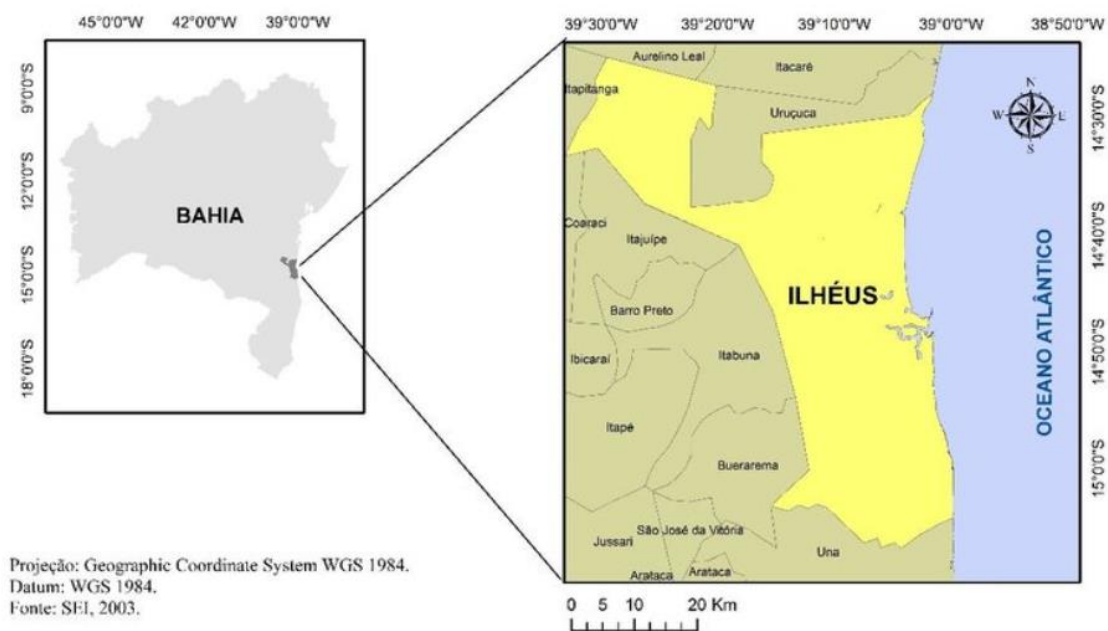 45°0'0"W 42°0'0"W 39°0'0"W
9°0'0"S
12°0'0"S
15°0'0"S
18°0'0"S
BAHIA
39°30'0"W 39°20'0"W 39°10'0"W 39°0'0"W 38°50'0"W
14°30'0"S
14°40'0"S
14°50'0"S
15°0'0"S
Aurelino Leal
Itacaré
Itapitanga
Uruçuca
N
W E
S
Coaraci
Itajuípe
ILHÉUS
OCEANO ATLÂNTICO
Barro Preto
Ibicaraí
Itabuna
Itapé
Buerarema
São José da Vitória
Jussari
Una
Arataca
Arataca
Projeção: Geographic Coordinate System WGS 1984.
Datum: WGS 1984.
Fonte: SEI, 2003.
0 5 10 20 Km